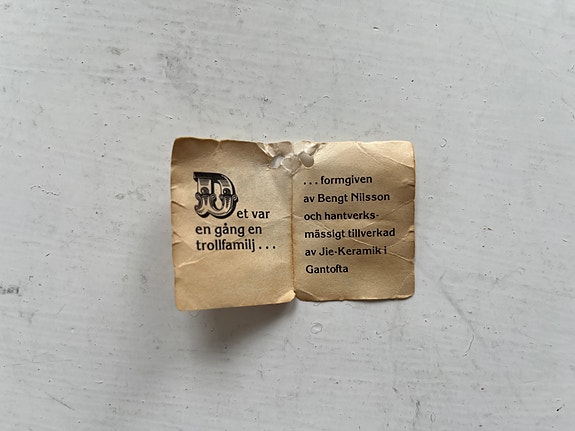 Det var
en gång en
trollfamilj . . .
. . . formgiven
av Bengt Nilsson
och hantverks-
mässigt tillverkad
av Jie-Keramik i
Gantofta